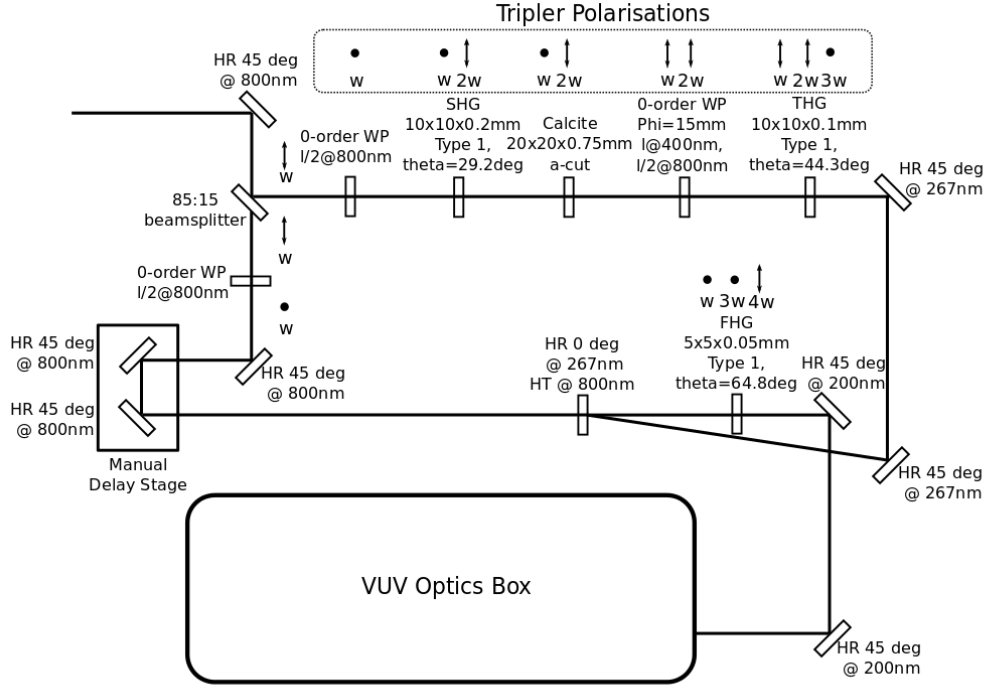 Tripler Polarisations
w
w 2w
w 2w
w 2w
w 2w 3w
HR 45 deg
@ 800nm
0-order WP
l/2@800nm
SHG
10x10x0.2mm
Type 1,
theta=29.2deg
Calcite
20x20x0.75mm
a-cut
0-order WP
Phi=15mm
l@400nm,
l/2@800nm
THG
10x10x0.1mm
Type 1,
theta=44.3deg
HR 45 deg
@ 267nm
w
85:15
beamsplitter
w
0-order WP
l/2@800nm
w
w 3w 4w
FHG
5x5x0.05mm
Type 1,
theta=64.8deg
HR 45 deg
@ 800nm
HR 45 deg
@ 800nm
HR 45 deg
@ 800nm
HR 0 deg
@ 267nm
HT @ 800nm
HR 45 deg
@ 200nm
Manual
Delay Stage
HR 45 deg
@ 267nm
VUV Optics Box
HR 45 deg
@ 200nm